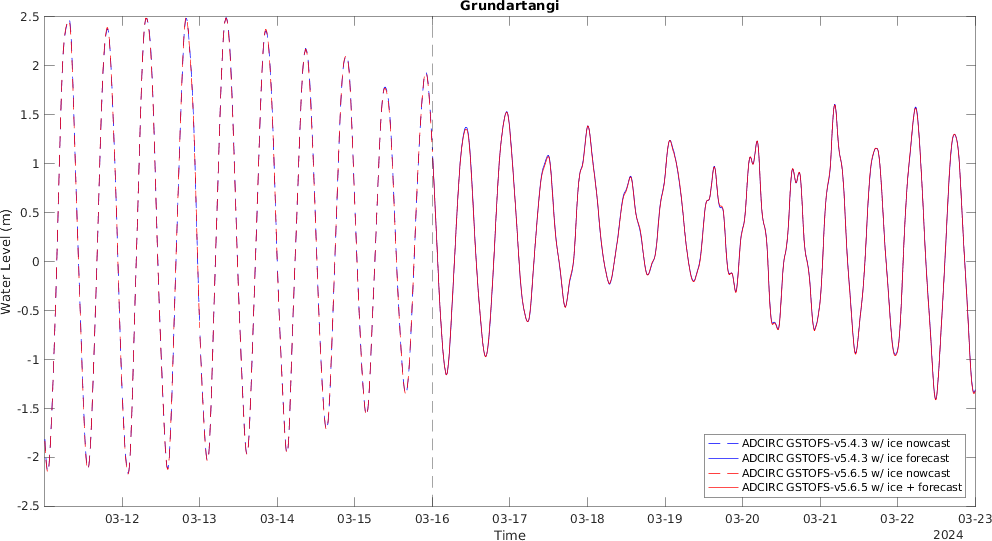 Grundartangi
2.5
2
1.5
1
0.5
0
-0.5
-1
-1.5
-2
-2.5
Water Level (m)
ADCIRC GSTOFS-v5.4.3 w/ ice nowcast
ADCIRC GSTOFS-v5.4.3 w/ ice forecast
ADCIRC GSTOFS-v5.6.5 w/ ice nowcast
ADCIRC GSTOFS-v5.6.5 w/ ice + forecast
03-12 03-13 03-14 03-15 03-16 03-17 03-18 03-19 03-20 03-21 03-22 03-23
Time
2024